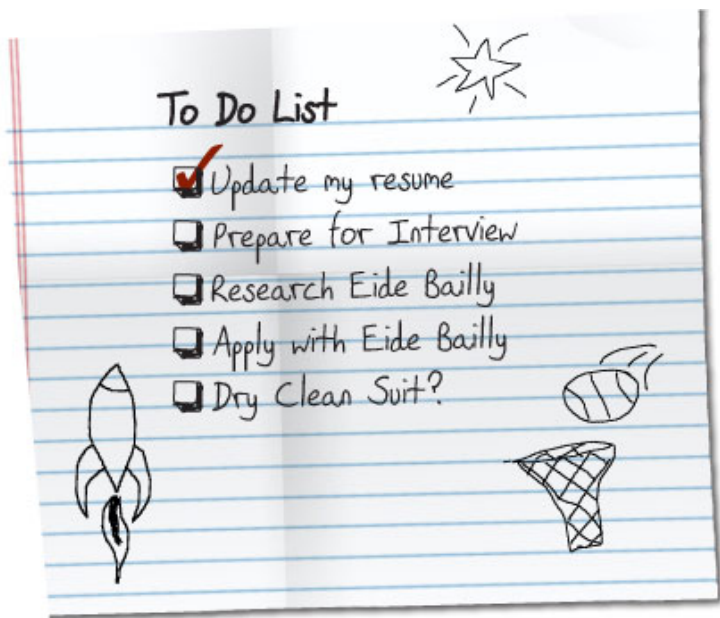 To Do List
Update my resume
Prepare for Interview
Research Eide Bailly
Apply with Eide Bailly
Dry Clean Suit?